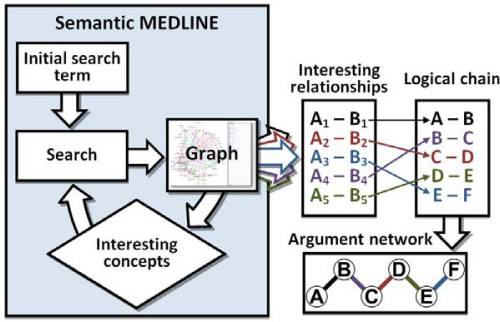 Semantic MEDLINE
Initial search
term
Search
Graph
Interesting
concepts
Interesting
relationships
A₁ – B₁
A₂ – B₂
A₃ – B₃
A₄ – B₄
A₅ – B₅
Logical chain
A – B
B – C
C – D
D – E
E – F
Argument network
A B C D E F